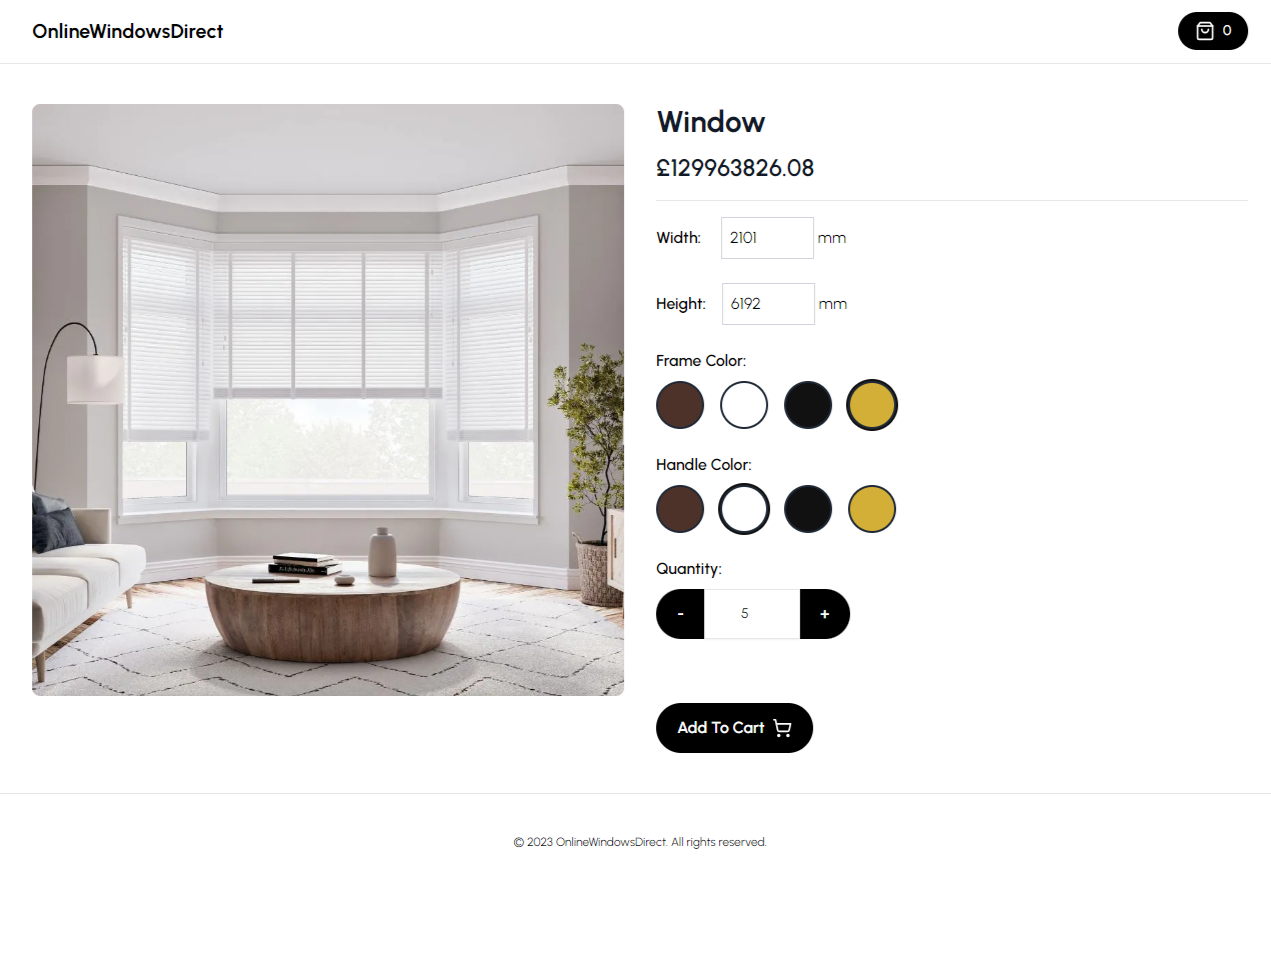 OnlineWindowsDirect
0
Window
£129963826.08
Width: 2101 mm
Height: 6192 mm
Frame Color:
Handle Color:
Quantity:
- 5 +
Add To Cart
© 2023 OnlineWindowsDirect. All rights reserved.